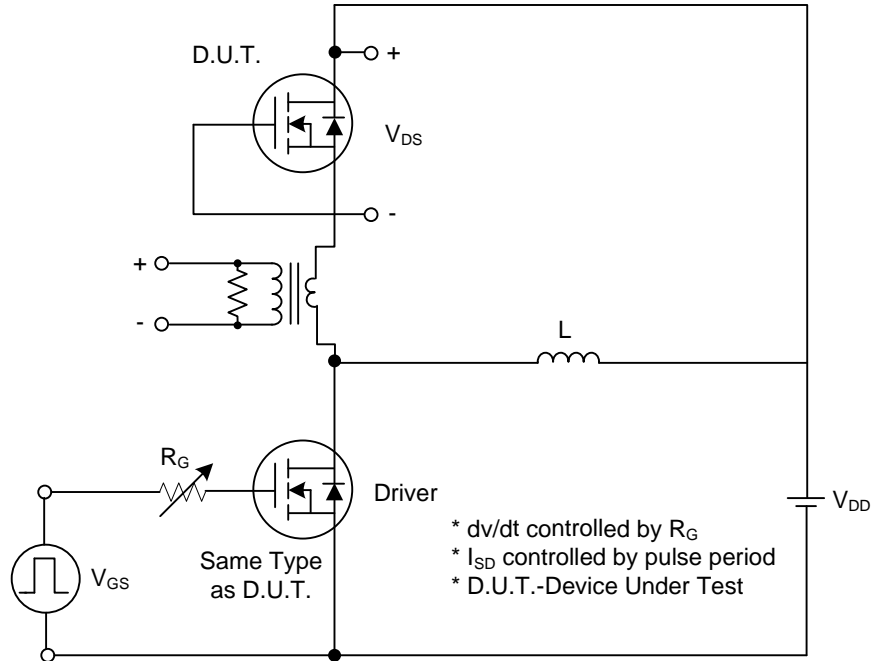 D.U.T.
+
V_DS
-
+
-
L
R_G
Driver
V_DD
V_GS
Same Type
as D.U.T.
* dv/dt controlled by R_G
* I_SD controlled by pulse period
* D.U.T.-Device Under Test